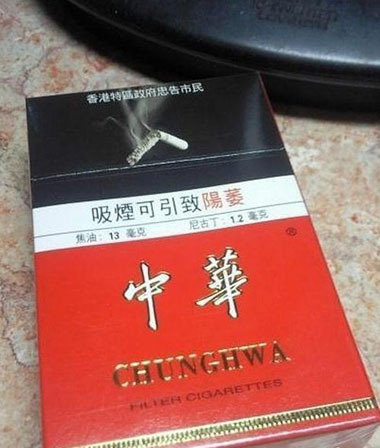 香港特區政府忠告市民
吸煙可引致陽萎
焦油: 13 毫克 尼古丁: 1.2 毫克
中華®
CHUNGHWA
FILTER CIGARETTES